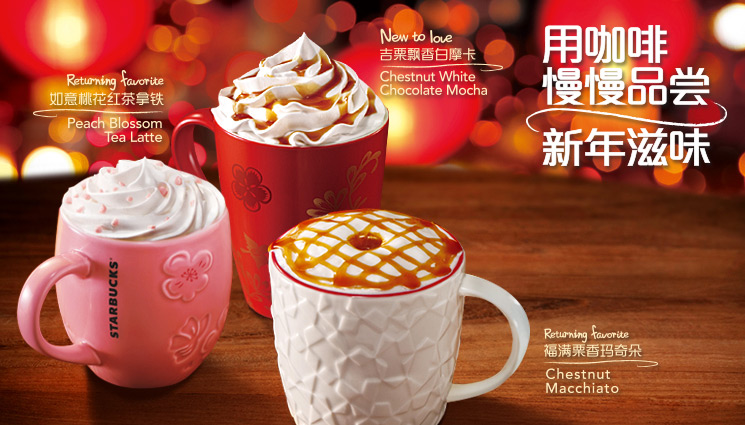 用咖啡
慢慢品尝
新年滋味
New to love
吉栗飘香白摩卡
Chestnut White
Chocolate Mocha
Returning favorite
如意桃花红茶拿铁
Peach Blossom
Tea Latte
STARBUCKS
Returning favorite
福满栗香玛奇朵
Chestnut
Macchiato